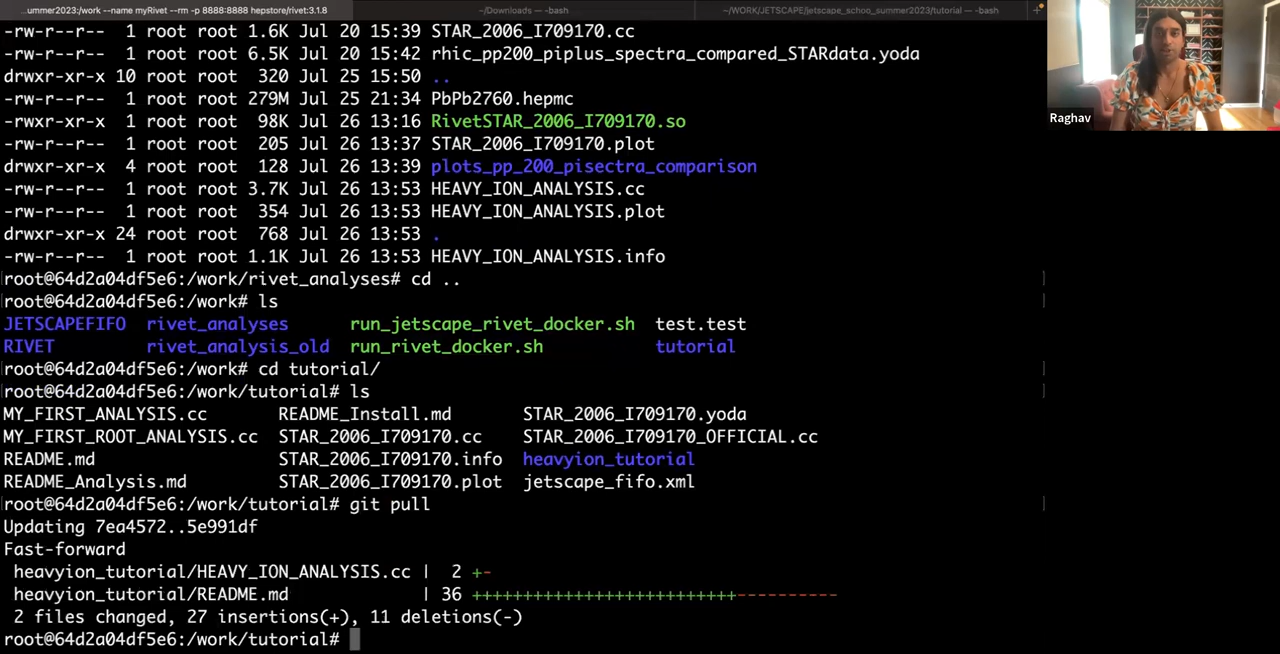 ...ummer2023:/work --name myRivet --rm -p 8888:8888 hepstore/rivet:3.1.8 ~/Downloads — -bash ~/WORK/JETSCAPE/jetscape_schoo_summer2023/tutorial — -bash +
-rw-r--r-- 1 root root 1.6K Jul 20 15:39 STAR_2006_I709170.cc
-rw-r--r-- 1 root root 6.5K Jul 20 15:42 rhic_pp200_piplus_spectra_compared_STARdata.yoda
drwxr-xr-x 10 root root 320 Jul 25 15:50 ..
-rw-r--r-- 1 root root 279M Jul 25 21:34 PbPb2760.hepmc
-rwxr-xr-x 1 root root 98K Jul 26 13:16 RivetSTAR_2006_I709170.so
-rw-r--r-- 1 root root 205 Jul 26 13:37 STAR_2006_I709170.plot
drwxr-xr-x 4 root root 128 Jul 26 13:39 plots_pp_200_pisectra_comparison
-rw-r--r-- 1 root root 3.7K Jul 26 13:53 HEAVY_ION_ANALYSIS.cc
-rw-r--r-- 1 root root 354 Jul 26 13:53 HEAVY_ION_ANALYSIS.plot
drwxr-xr-x 24 root root 768 Jul 26 13:53 .
-rw-r--r-- 1 root root 1.1K Jul 26 13:53 HEAVY_ION_ANALYSIS.info
root@64d2a04df5e6:/work/rivet_analyses# cd ..
root@64d2a04df5e6:/work# ls
JETSCAPEFIFO rivet_analyses run_jetscape_rivet_docker.sh test.test
RIVET rivet_analysis_old run_rivet_docker.sh tutorial
root@64d2a04df5e6:/work# cd tutorial/
root@64d2a04df5e6:/work/tutorial# ls
MY_FIRST_ANALYSIS.cc README_Install.md STAR_2006_I709170.yoda
MY_FIRST_ROOT_ANALYSIS.cc STAR_2006_I709170.cc STAR_2006_I709170_OFFICIAL.cc
README.md STAR_2006_I709170.info heavyion_tutorial
README_Analysis.md STAR_2006_I709170.plot jetscape_fifo.xml
root@64d2a04df5e6:/work/tutorial# git pull
Updating 7ea4572..5e991df
Fast-forward
heavyion_tutorial/HEAVY_ION_ANALYSIS.cc | 2 +-
heavyion_tutorial/README.md | 36 ++++++++++++++++++++++++++----------
2 files changed, 27 insertions(+), 11 deletions(-)
root@64d2a04df5e6:/work/tutorial#
Raghav